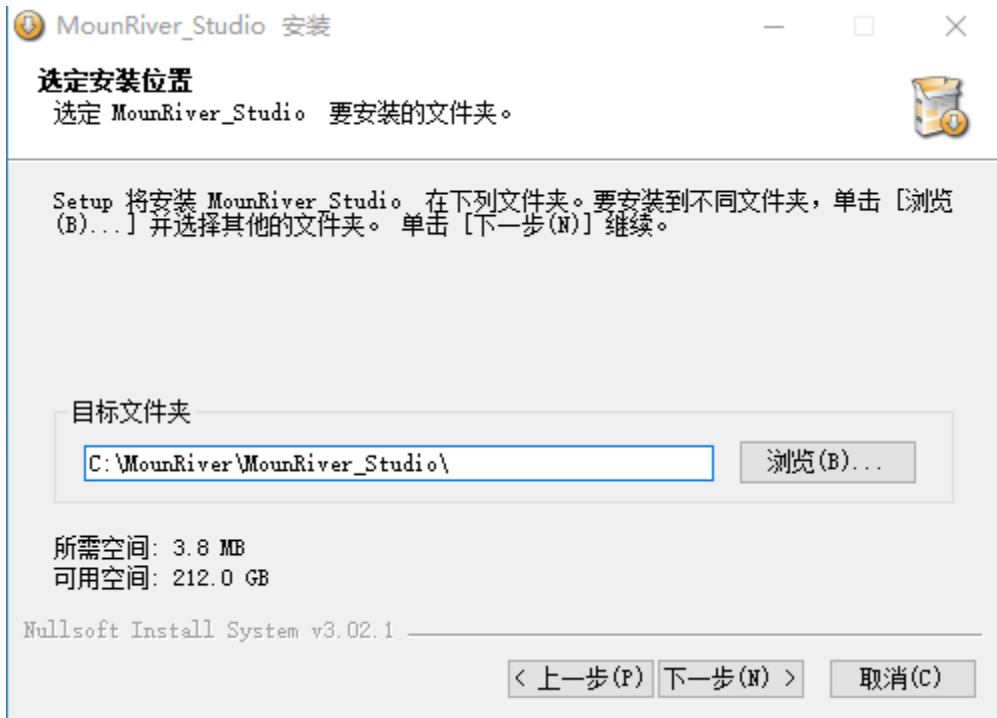 MounRiver_Studio 安装
选定安装位置
选定 MounRiver_Studio。 要安装的文件夹。
Setup 将安装 MounRiver_Studio。 在下列文件夹。要安装到不同文件夹，单击 [浏览
(B)...] 并选择其他的文件夹。 单击 [下一步(N)] 继续。
目标文件夹
C:\MounRiver\MounRiver_Studio\
浏览(B)...
所需空间: 3.8 MB
可用空间: 212.0 GB
Nullsoft Install System v3.02.1
< 上一步(P) 下一步(N) > 取消(C)